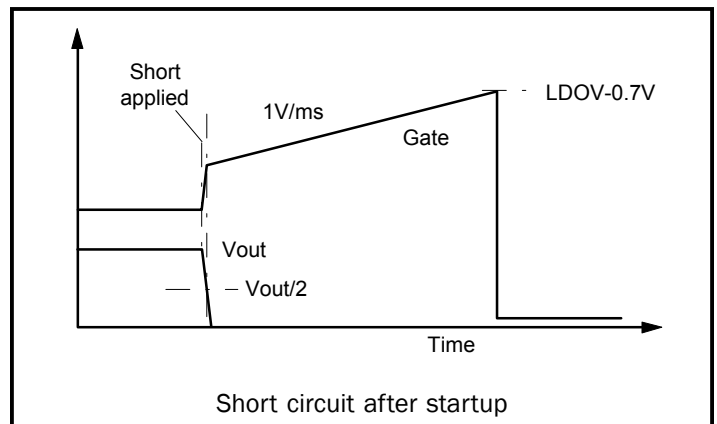 Short
applied
1V/ms
LDOV-0.7V
Gate
Vout
Vout/2
Time
Short circuit after startup